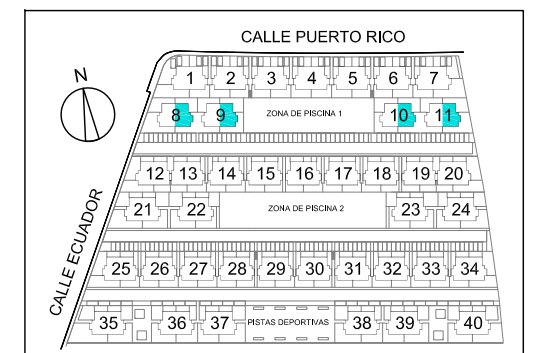 CALLE PUERTO RICO
N
1 2 3 4 5 6 7
8 9 ZONA DE PISCINA 1 10 11
12 13 14 15 16 17 18 19 20
21 22 ZONA DE PISCINA 2 23 24
CALLE ECUADOR
25 26 27 28 29 30 31 32 33 34
35 36 37 PISTAS DEPORTIVAS 38 39 40